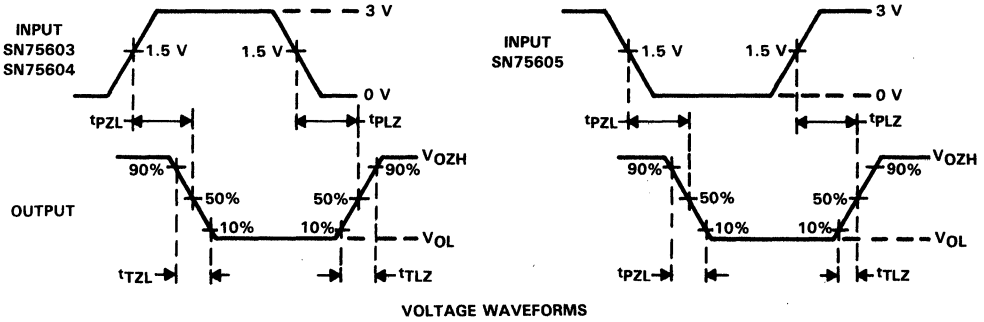 INPUT
SN75603
SN75604
3 V
1.5 V
1.5 V
0 V
tPZL
tPLZ
OUTPUT
VOZH
90%
90%
50%
50%
10%
10%
VOL
tTZL
tTLZ
INPUT
SN75605
3 V
1.5 V
1.5 V
0 V
tPZL
tPLZ
VOZH
90%
90%
50%
50%
10%
10%
VOL
tPZL
tTLZ
VOLTAGE WAVEFORMS